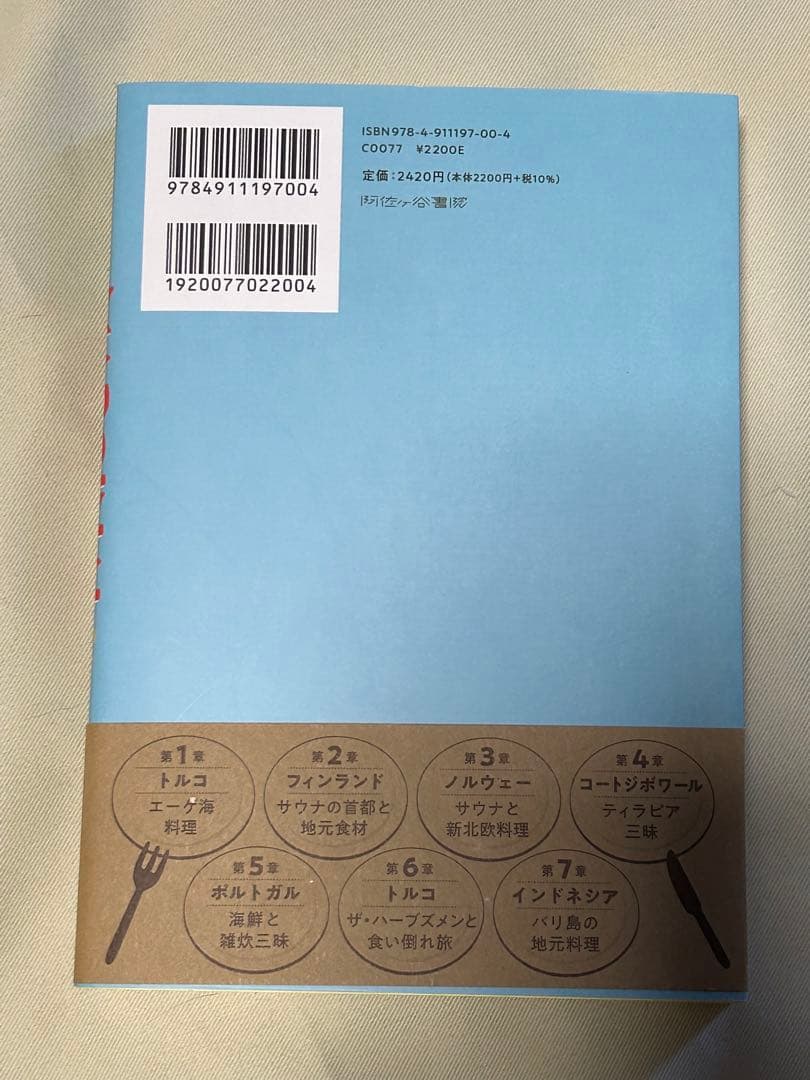 9784911197004
1920077022004
ISBN978-4-911197-00-4
C0077 ¥2200E
定価:2420円(本体2200円+税10%)
阿佐ヶ谷書院
第1章
トルコ
エーゲ海
料理
第2章
フィンランド
サウナの首都と
地元食材
第3章
ノルウェー
サウナと
新北欧料理
第4章
コートジボワール
ティラピア
三昧
第5章
ポルトガル
海鮮と
雑炊三昧
第6章
トルコ
ザ・ハーブズメンと
食い倒れ旅
第7章
インドネシア
バリ島の
地元料理